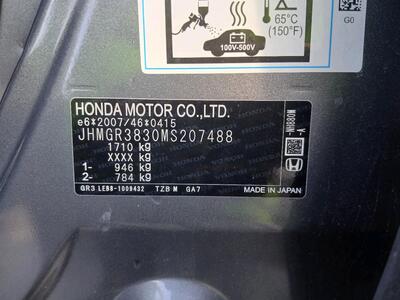 65°C
(150°F)
100V-500V
G0
HONDA MOTOR CO.,LTD.
e6*2007/46*0415
JHMGR3830MS207488
1710 kg
XXXX kg
1- 946 kg
2- 784 kg
GR3 LEB8-1009432 TZB M GA7
MADE IN JAPAN